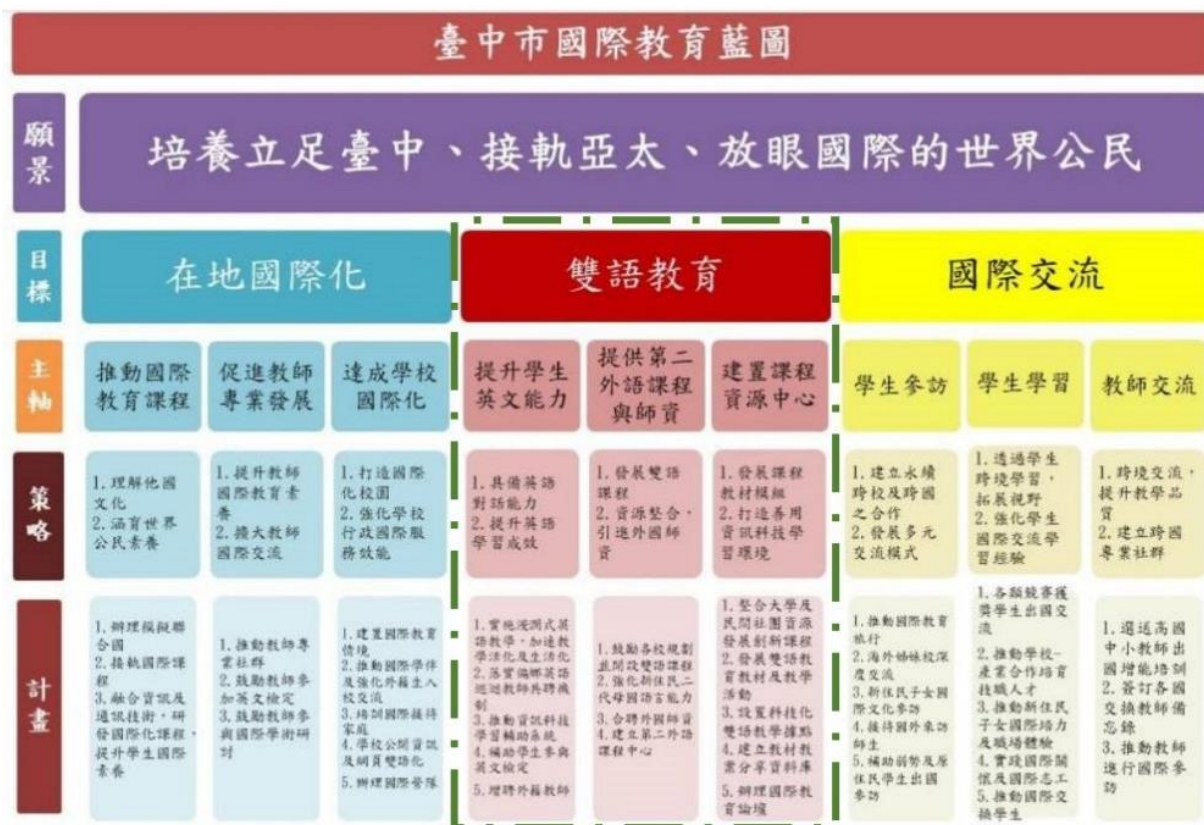 臺中市國際教育藍圖
願景
培養立足臺中、接軌亞太、放眼國際的世界公民
目標
在地國際化
雙語教育
國際交流
主軸
推動國際
教育課程
促進教師
專業發展
達成學校
國際化
提升學生
英文能力
提供第二
外語課程
與師資
建置課程
資源中心
學生參訪
學生學習
教師交流
策略
1.理解他國
文化
2.涵育世界
公民素養
1.提升教師
國際教育素
養
2.擴大教師
國際交流
1.打造國際
化校園
2.強化學校
行政國際服
務效能
1.具備英語
對話能力
2.提升英語
學習成效
1.發展雙語
課程
2.資源整合,
引進外國師
資
1.發展課程
教材模組
2.打造善用
資訊科技學
習環境
1.建立永續
跨校及跨國
之合作
2.發展多元
交流模式
1.透過學生
跨境學習,
拓展視野
2.強化學生
國際交流學
習經驗
1.跨境交流,
提升教學品
質
2.建立跨國
專業社群
計畫
1.辦理模擬聯
合國
2.接軌國際課
程
3.融合資訊及
通訊技術,研
發國際化課程,
提升學生國際
素養
1.推動教師專
業社群
2.鼓勵教師參
加英文檢定
3.鼓勵教師參
與國際學術研
討
1.建置國際教育
情境
2.推動國際學伴
及強化外籍生入
校交流
3.培訓國際接待
家庭
4.學校公開資訊
及網頁雙語化
5.辦理國際營隊
1.實施浸潤式英
語教學,加速教
學活化及生活化
2.落實偏鄉英語
巡迴教師共聘機
制
3.推動資訊科技
學習輔助系統
4.補助學生參與
英文檢定
5.增聘外籍教師
1.鼓勵各校規劃
並開設雙語課程
2.強化新住民二
代母國語言能力
3.合聘外國師資
4.建立第二外語
課程中心
1.整合大學及
民間社團資源
發展創新課程
2.發展雙語教
育教材及教學
活動
3.設置科技化
雙語教學據點
4.建立教材教
案分享資料庫
5.辦理國際教
育論壇
1.推動國際教育
旅行
2.海外姊妹校深
度交流
3.新住民子女國
際文化參訪
4.接待國外來訪
師生
5.補助弱勢及原
住民學生出國
參訪
1.各類競賽獲
獎學生出國交
流
2.推動學校-
產業合作培育
技職人才
3.推動新住民
子女國際培力
及職場體驗
4.實踐國際關
懷及國際志工
5.推動國際交
換學生
1.選送高國
中小教師出
國增能培訓
2.簽訂各國
交換教師備
忘錄
3.推動教師
進行國際參
訪